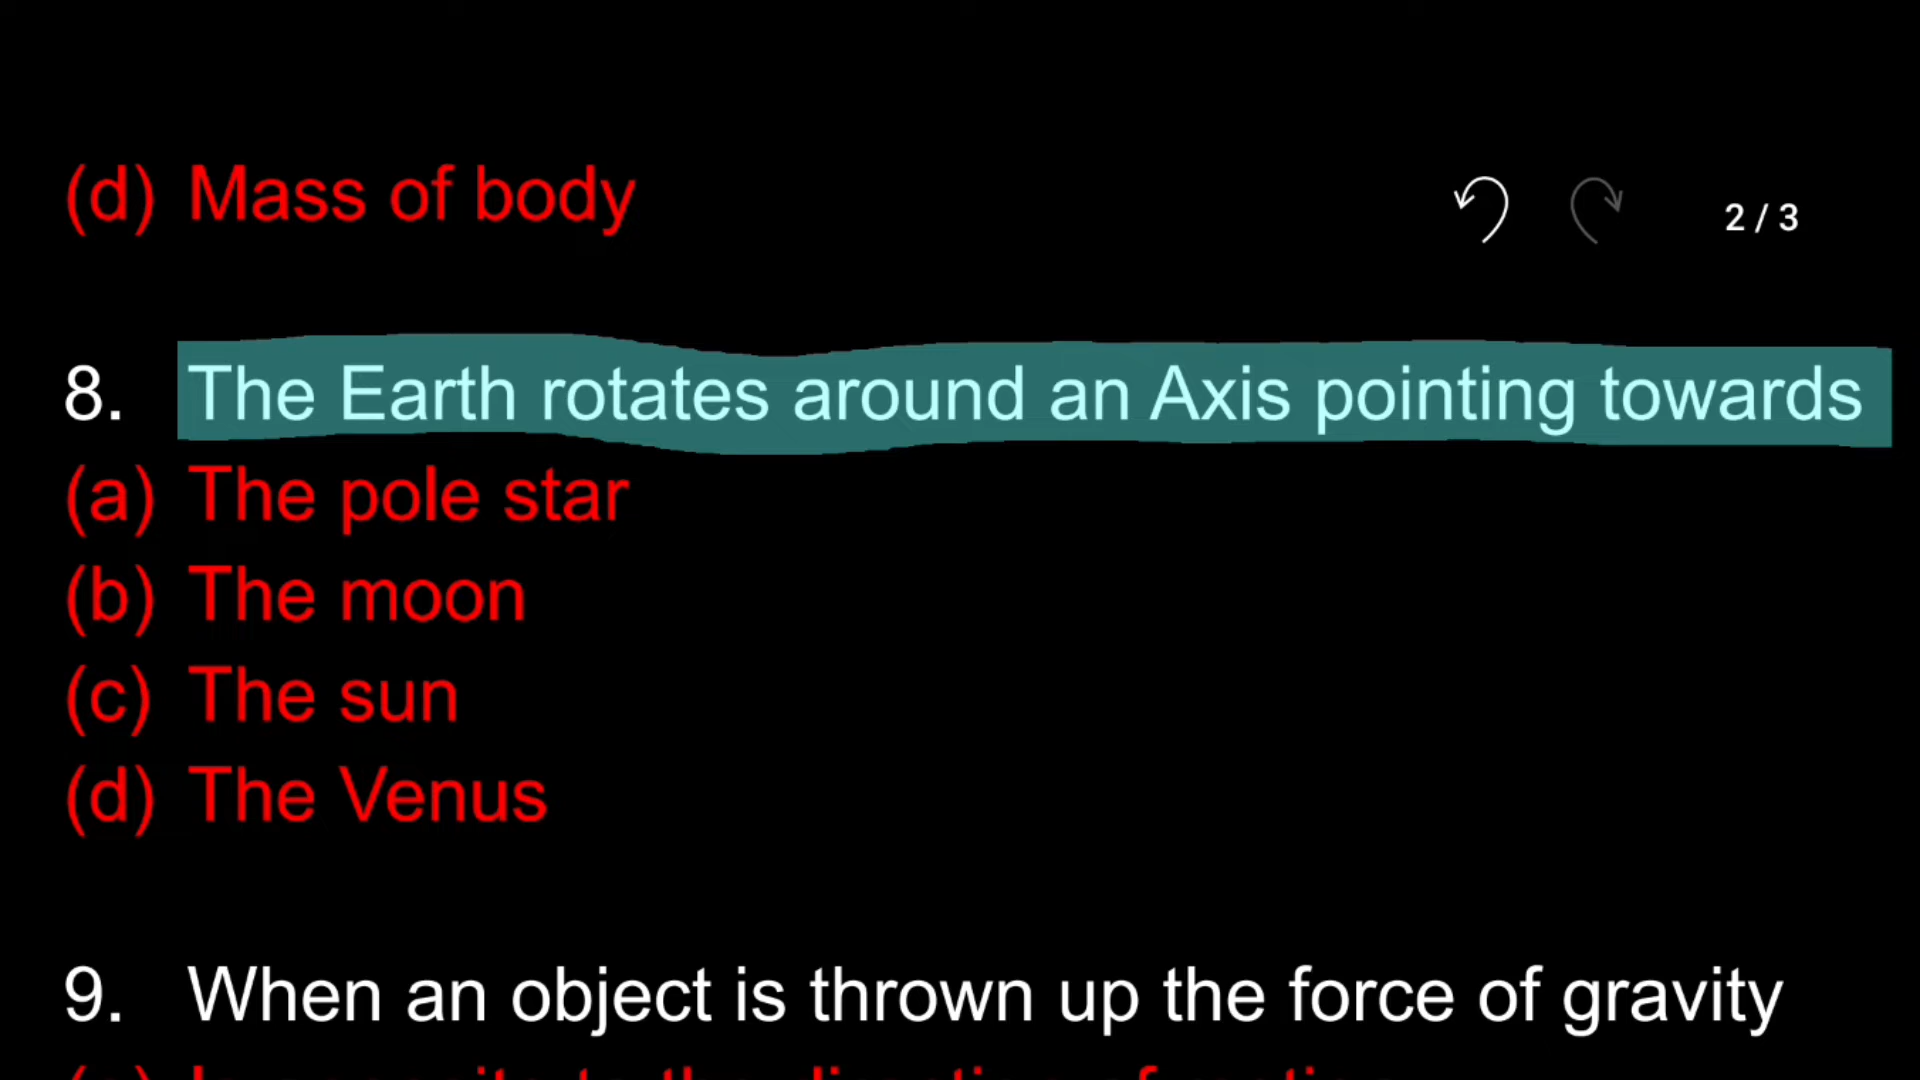 (d) Mass of body
2 / 3
8. The Earth rotates around an Axis pointing towards
(a) The pole star
(b) The moon
(c) The sun
(d) The Venus
9. When an object is thrown up the force of gravity